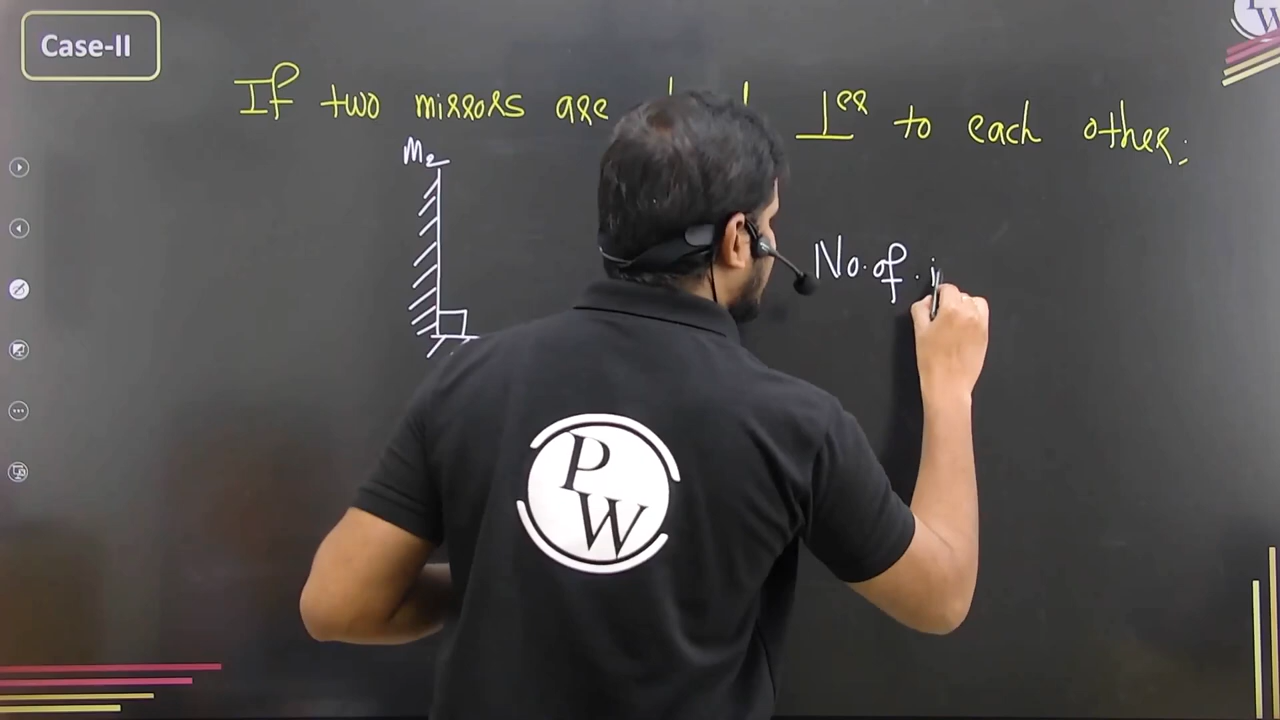 Case-II
If two mirrors are ⊥er to each other;
M2
No. of i
PW